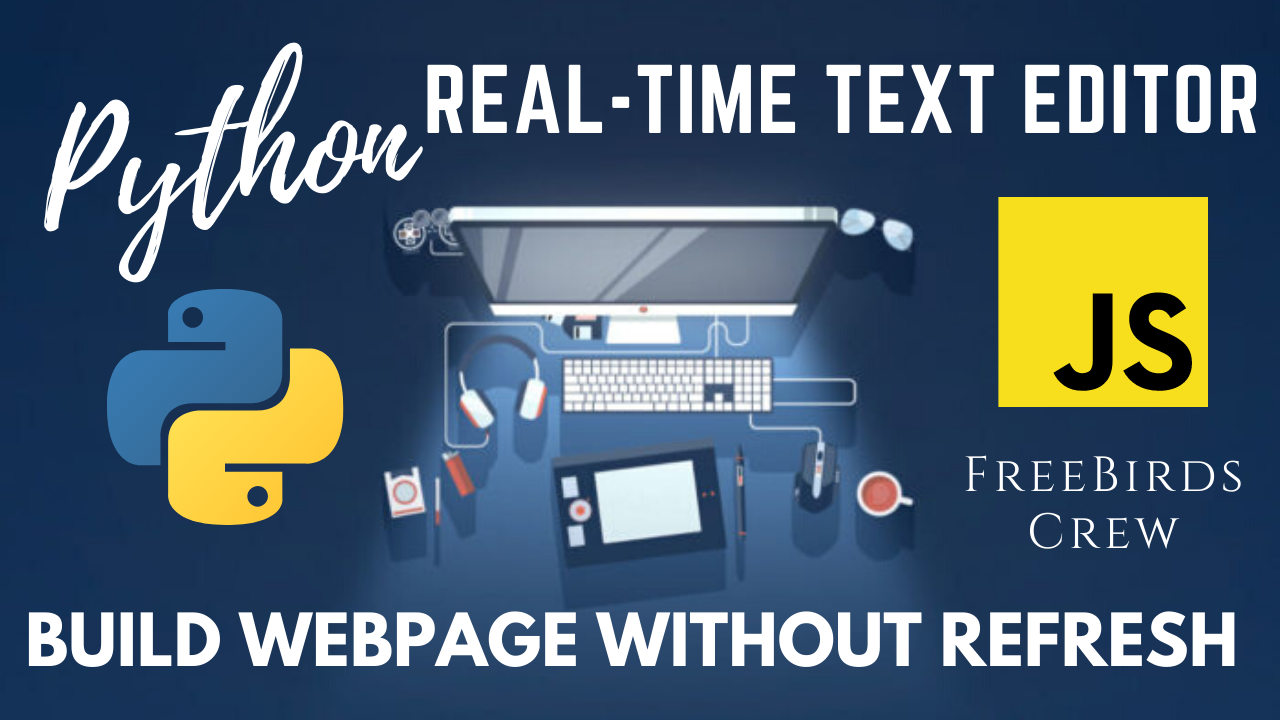 Python
REAL-TIME TEXT EDITOR
JS
FREEBIRDS
CREW
BUILD WEBPAGE WITHOUT REFRESH